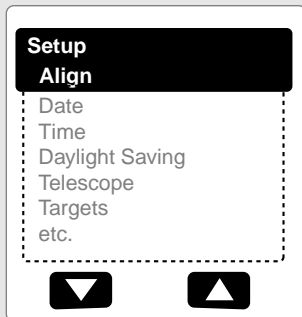 Setup
Align
Date
Time
Daylight Saving
Telescope
Targets
etc.